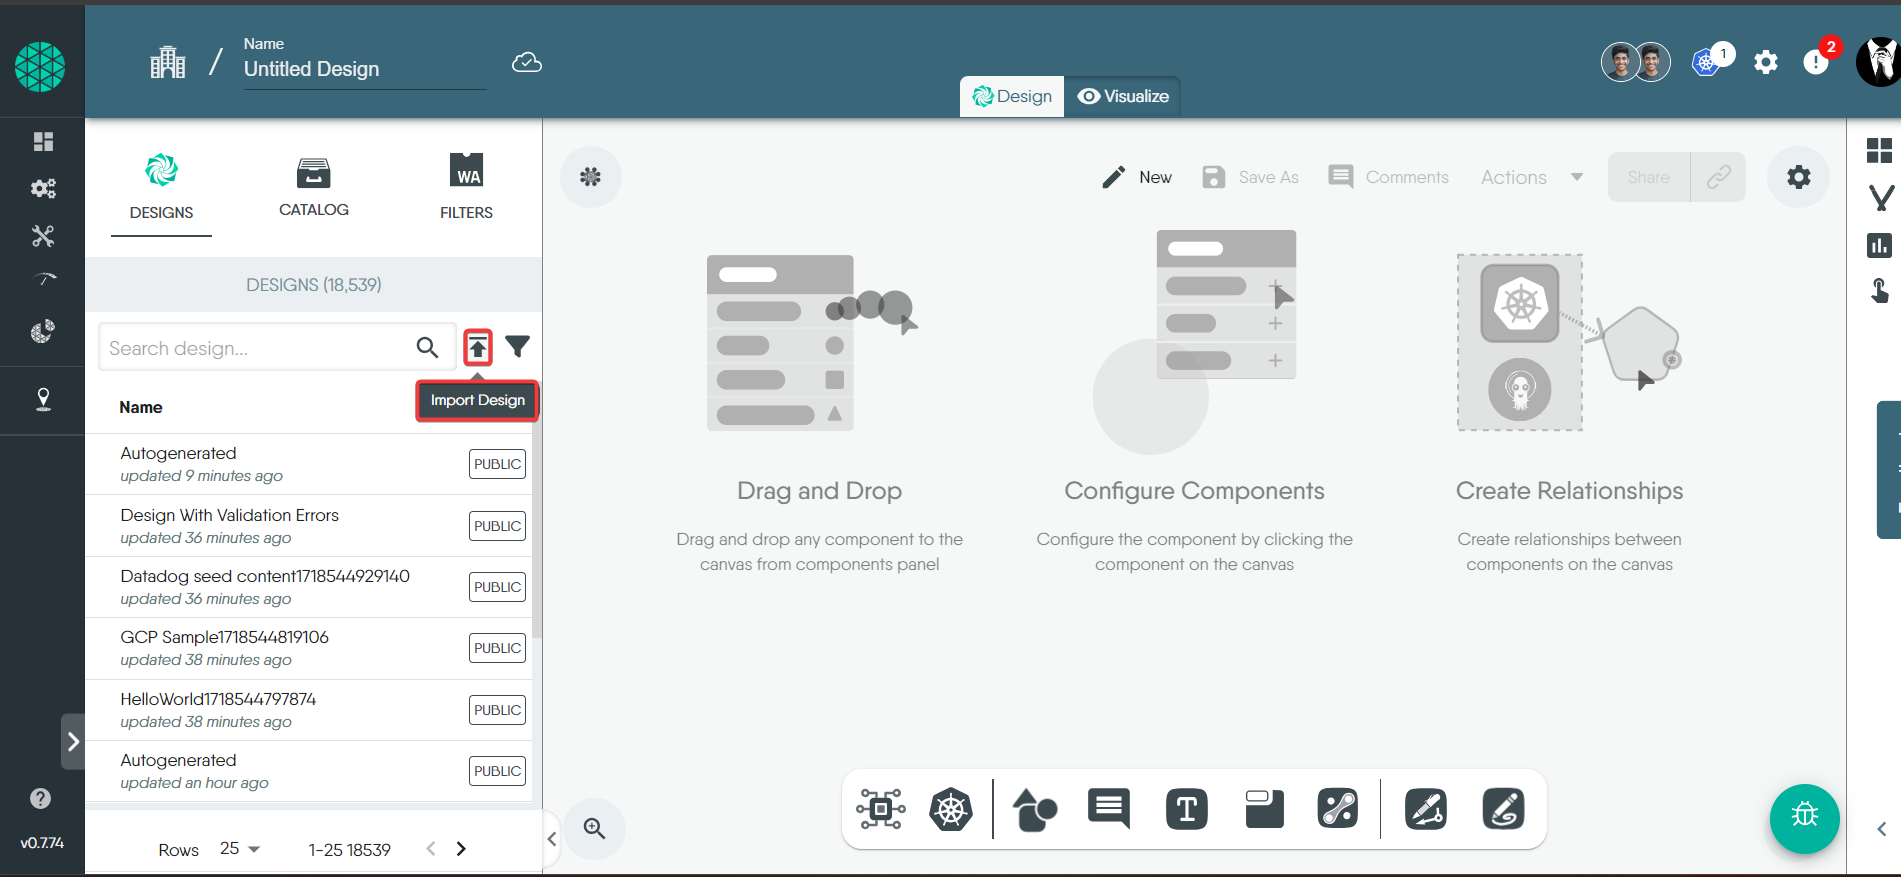 Name
/ Untitled Design
1
2
Design
Visualize
DESIGNS
CATALOG
WA
FILTERS
New
Save As
Comments
Actions
Share
DESIGNS (18,539)
Search design...
Import Design
Name
Autogenerated
updated 9 minutes ago
PUBLIC
Design With Validation Errors
updated 36 minutes ago
PUBLIC
Datadog seed content1718544929140
updated 36 minutes ago
PUBLIC
GCP Sample1718544819106
updated 38 minutes ago
PUBLIC
HelloWorld1718544797874
updated 38 minutes ago
PUBLIC
Autogenerated
updated an hour ago
PUBLIC
Rows 25 1-25 18539
v0.7.74
Drag and Drop
Drag and drop any component to the
canvas from components panel
Configure Components
Configure the component by clicking the
component on the canvas
Create Relationships
Create relationships between
components on the canvas
T